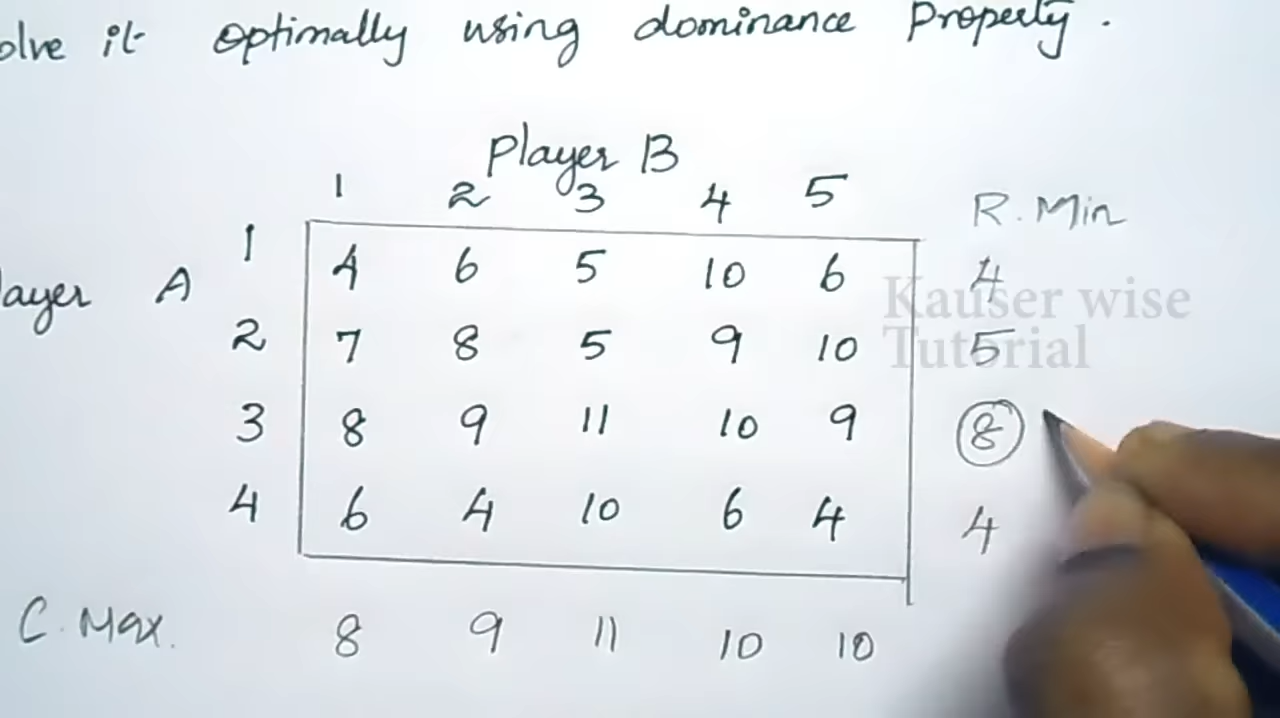 olve it optimally using dominance property.
Player B
1 2 3 4 5 R. Min
1 4 6 5 10 6 4
ayer A
Kauser wise
Tutorial
2 7 8 5 9 10 5
3 8 9 11 10 9 8
4 6 4 10 6 4 4
C. Max. 8 9 11 10 10